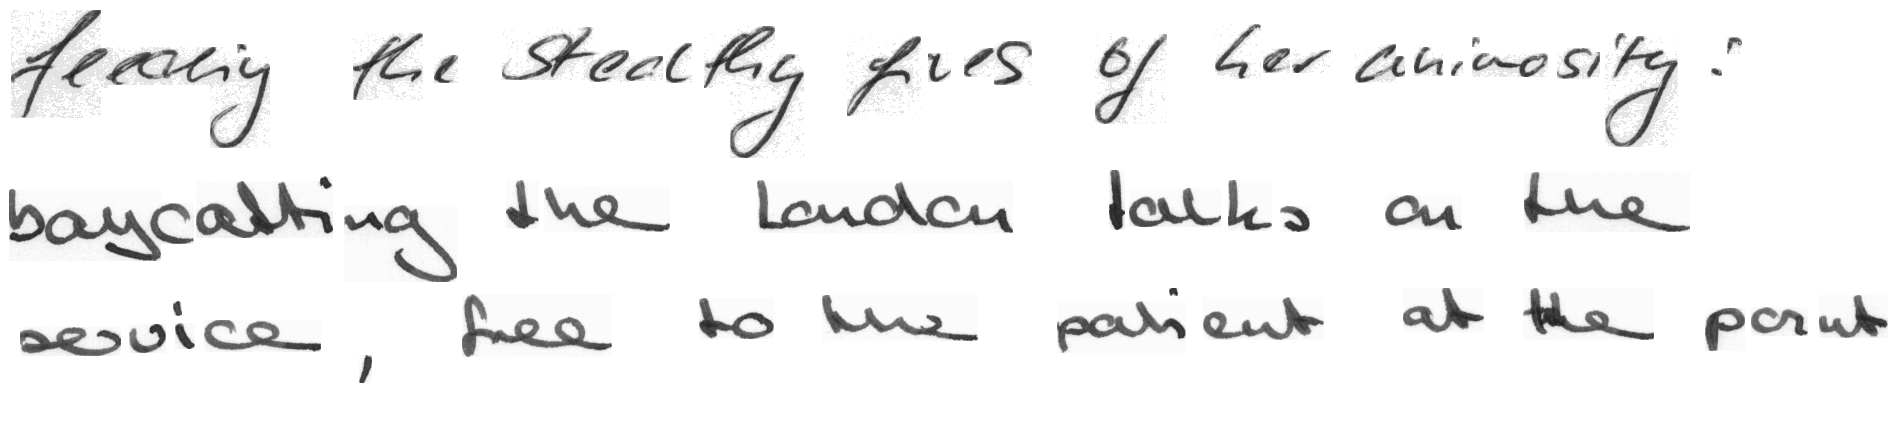 feeding the stealthy fires of her animosity:
boycotting the London talks on the
service, free to the patient at the point